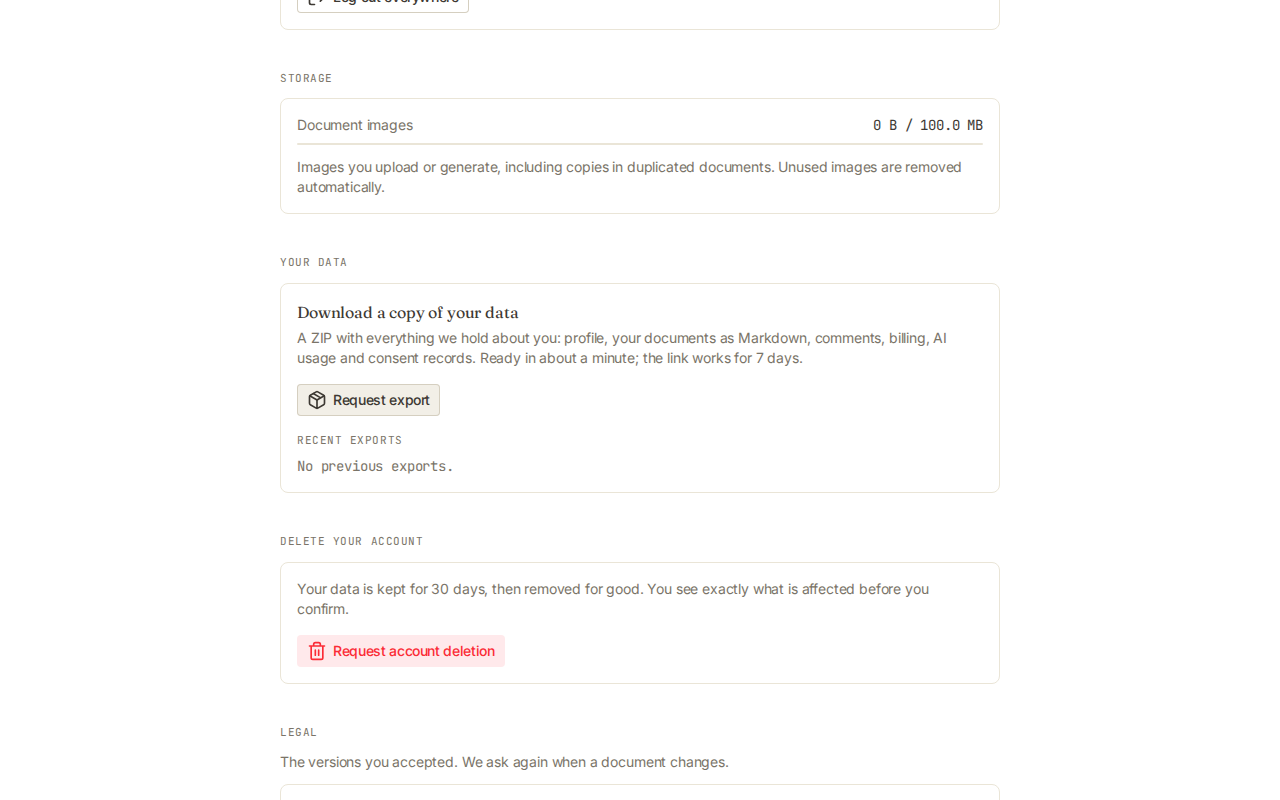 Log out everywhere
STORAGE
Document images
0 B / 100.0 MB
Images you upload or generate, including copies in duplicated documents. Unused images are removed
automatically.
YOUR DATA
Download a copy of your data
A ZIP with everything we hold about you: profile, your documents as Markdown, comments, billing, AI
usage and consent records. Ready in about a minute; the link works for 7 days.
Request export
RECENT EXPORTS
No previous exports.
DELETE YOUR ACCOUNT
Your data is kept for 30 days, then removed for good. You see exactly what is affected before you
confirm.
Request account deletion
LEGAL
The versions you accepted. We ask again when a document changes.